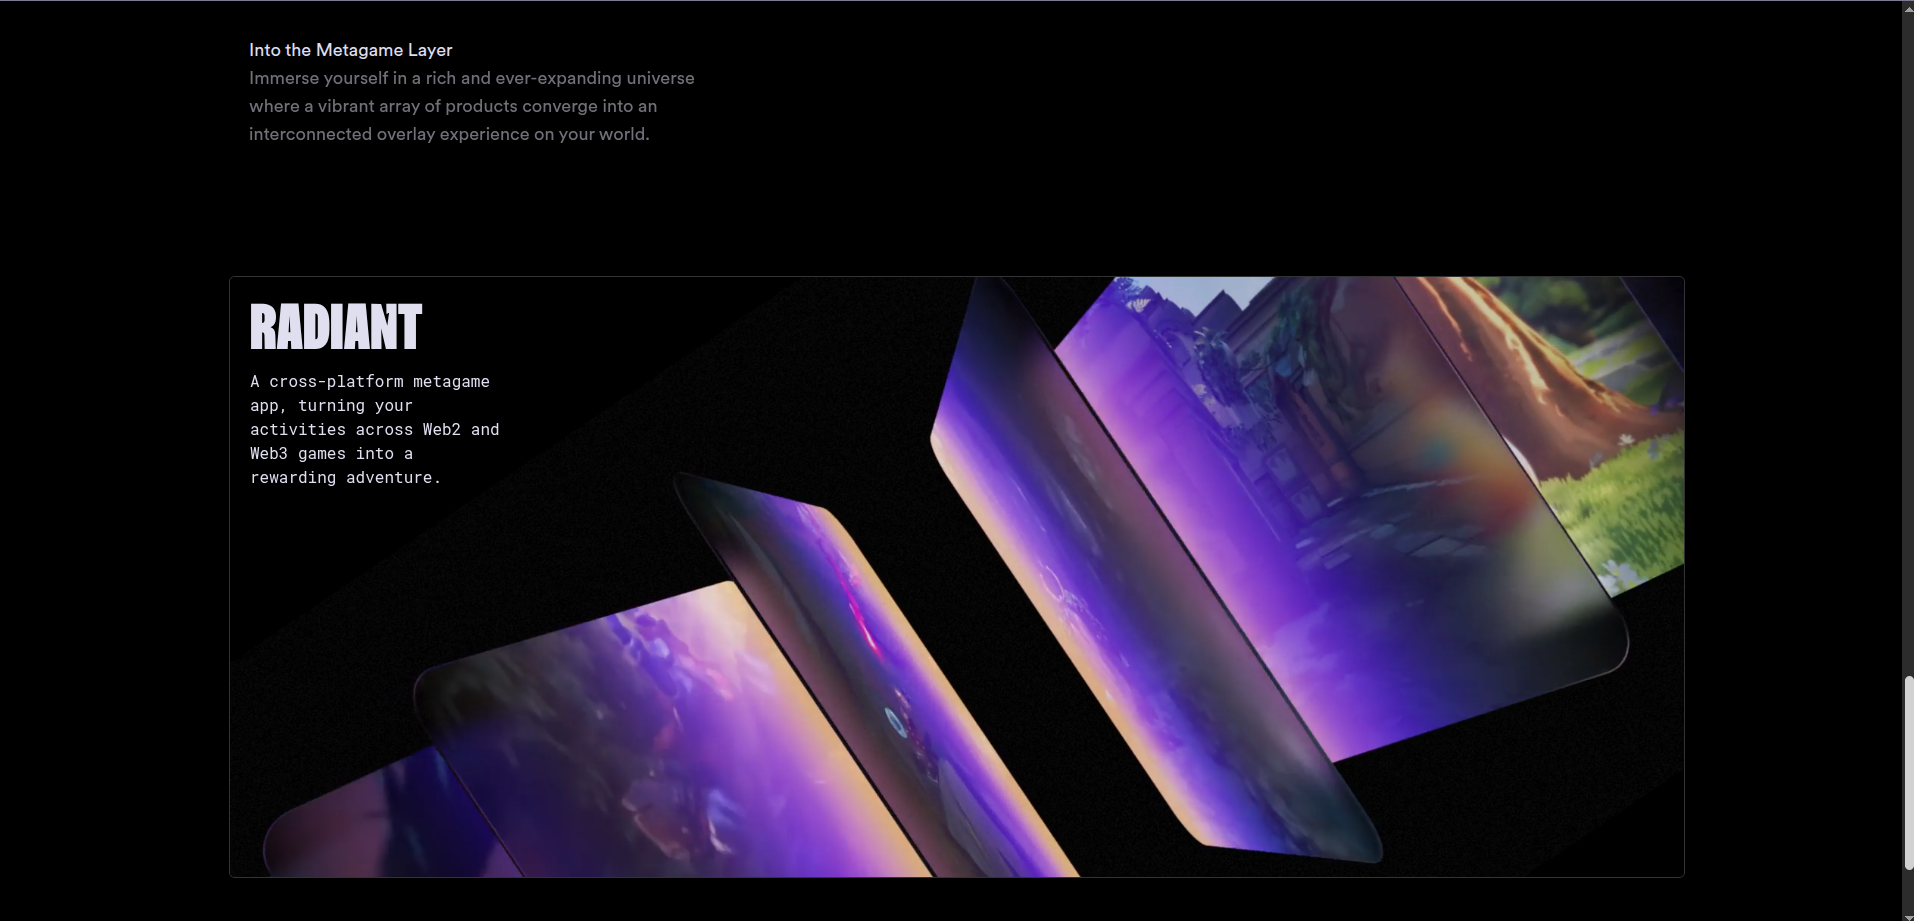 Into the Metagame Layer
Immerse yourself in a rich and ever-expanding universe
where a vibrant array of products converge into an
interconnected overlay experience on your world.
RADIANT
A cross-platform metagame
app, turning your
activities across Web2 and
Web3 games into a
rewarding adventure.